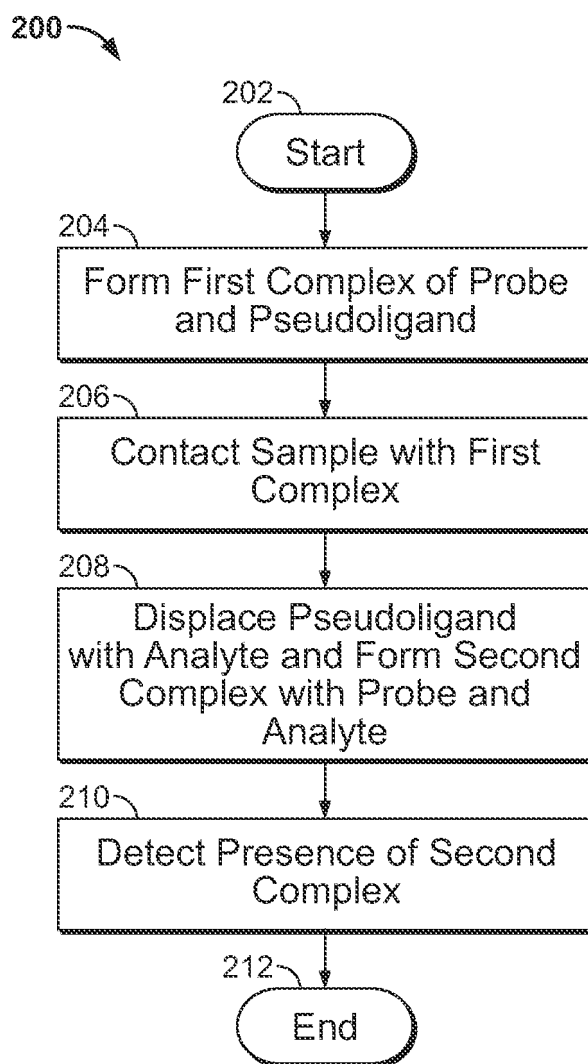 200
202
Start
204
Form First Complex of Probe
and Pseudoligand
206
Contact Sample with First
Complex
208
Displace Pseudoligand
with Analyte and Form Second
Complex with Probe and
Analyte
210
Detect Presence of Second
Complex
212
End